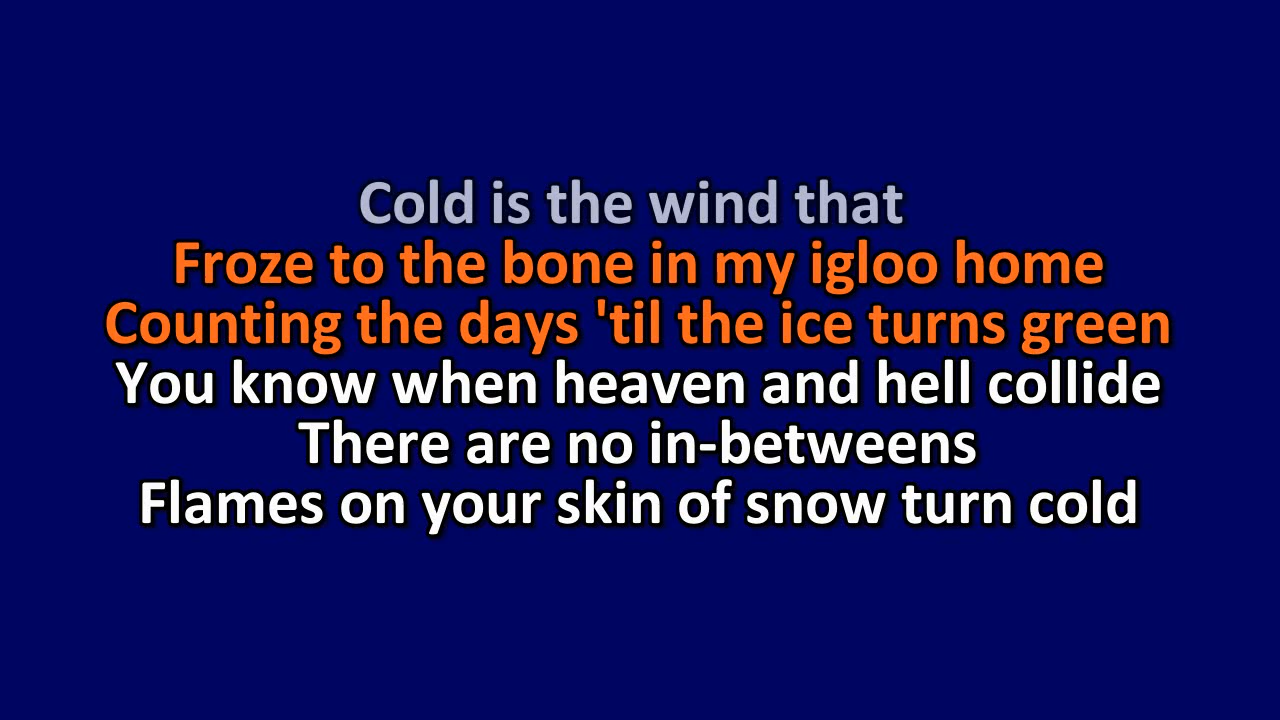 Cold is the wind that
Froze to the bone in my igloo home
Counting the days 'til the ice turns green
You know when heaven and hell collide
There are no in-betweens
Flames on your skin of snow turn cold